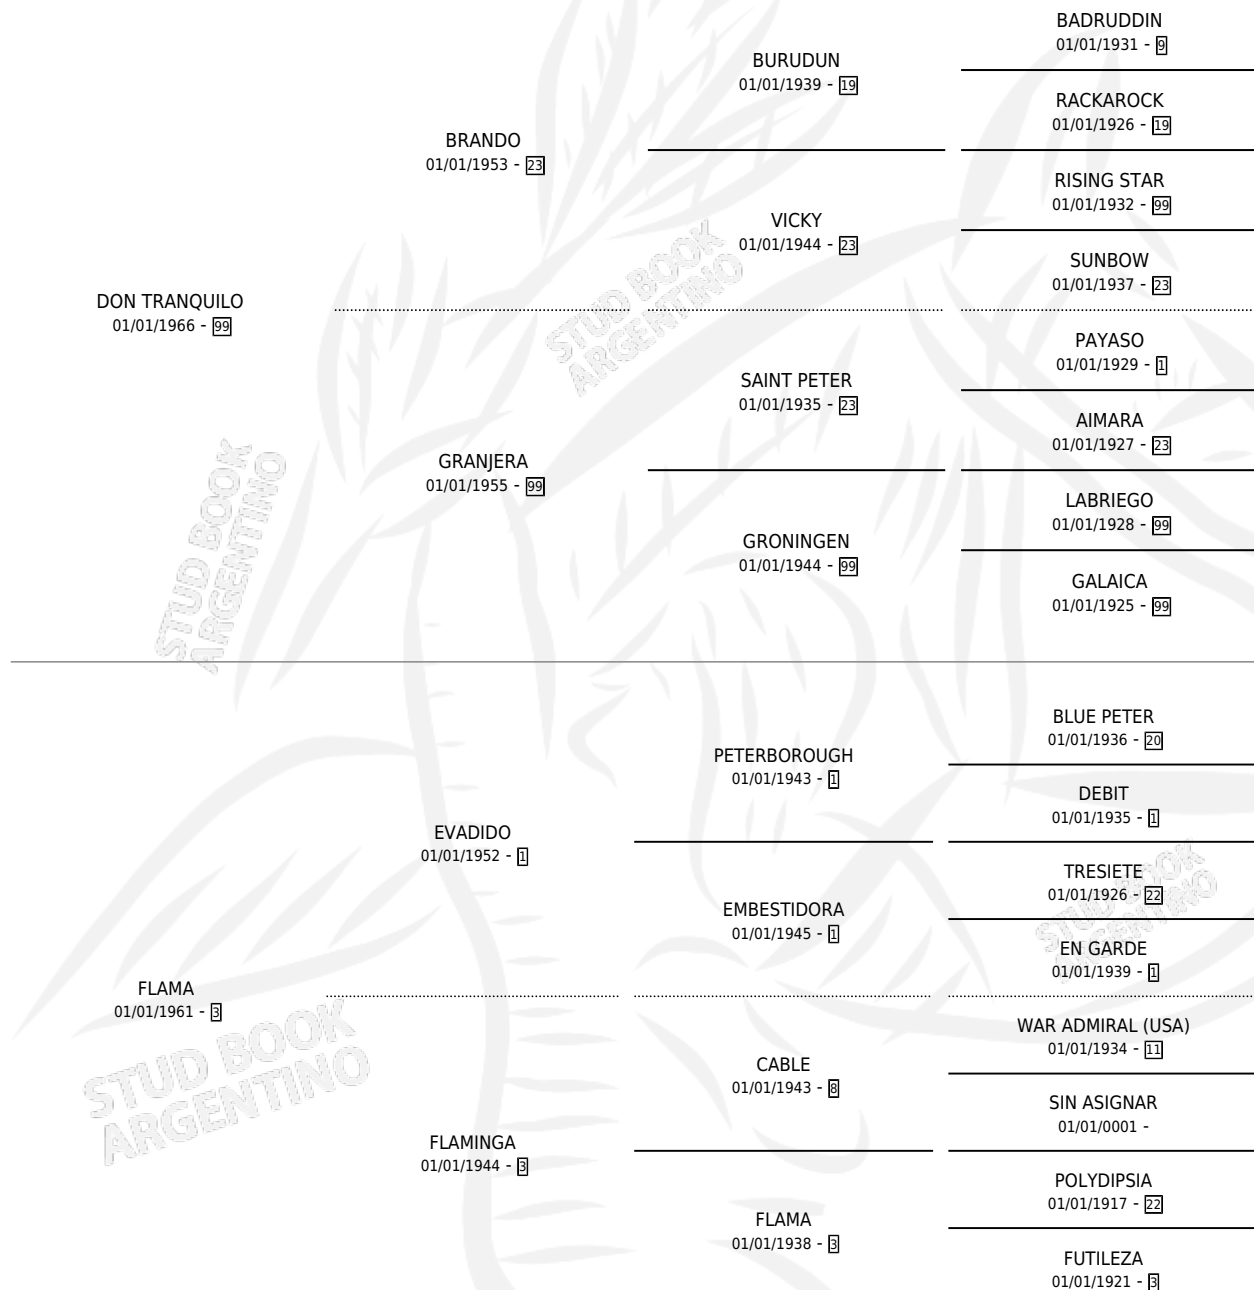 BADRUDDIN
01/01/1931 - 9
BURUDUN
01/01/1939 - 19
RACKAROCK
01/01/1926 - 19
BRANDO
01/01/1953 - 23
RISING STAR
01/01/1932 - 99
VICKY
01/01/1944 - 23
SUNBOW
01/01/1937 - 23
DON TRANQUILO
01/01/1966 - 99
PAYASO
01/01/1929 - 1
SAINT PETER
01/01/1935 - 23
AIMARA
01/01/1927 - 23
GRANJERA
01/01/1955 - 99
LABRIEGO
01/01/1928 - 99
GRONINGEN
01/01/1944 - 99
GALAICA
01/01/1925 - 99
STUD BOOK
ARGENTINO
STUD BOOK
ARGENTINO
BLUE PETER
01/01/1936 - 20
PETERBOROUGH
01/01/1943 - 1
DEBIT
01/01/1935 - 1
EVADIDO
01/01/1952 - 1
TRESIETE
01/01/1926 - 22
EMBESTIDORA
01/01/1945 - 1
EN GARDE
01/01/1939 - 1
STUD BOOK
ARGENTINO
FLAMA
01/01/1961 - 3
WAR ADMIRAL (USA)
01/01/1934 - 11
CABLE
01/01/1943 - 8
SIN ASIGNAR
01/01/0001 -
FLAMINGA
01/01/1944 - 3
POLYDIPSIA
01/01/1917 - 22
FLAMA
01/01/1938 - 3
FUTILEZA
01/01/1921 - 3
STUD BOOK
ARGENTINO